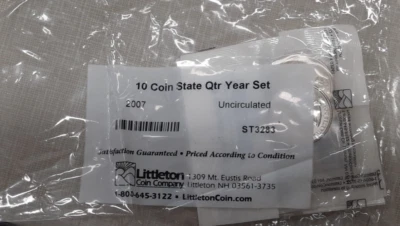 10 Coin State Qtr Year Set
2007 Uncirculated
ST3283
Satisfaction Guaranteed • Priced According to Condition
Littleton
Coin Company
1309 Mt. Eustis Road
Littleton NH 03561-3735
1-800-645-3122 • LittletonCoin.com